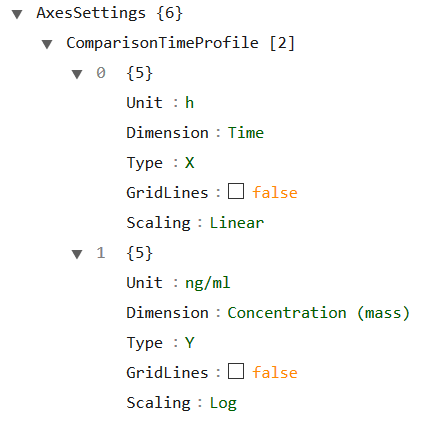 AxesSettings {6}
ComparisonTimeProfile [2]
0 {5}
Unit : h
Dimension : Time
Type : X
GridLines : false
Scaling : Linear
1 {5}
Unit : ng/ml
Dimension : Concentration (mass)
Type : Y
GridLines : false
Scaling : Log